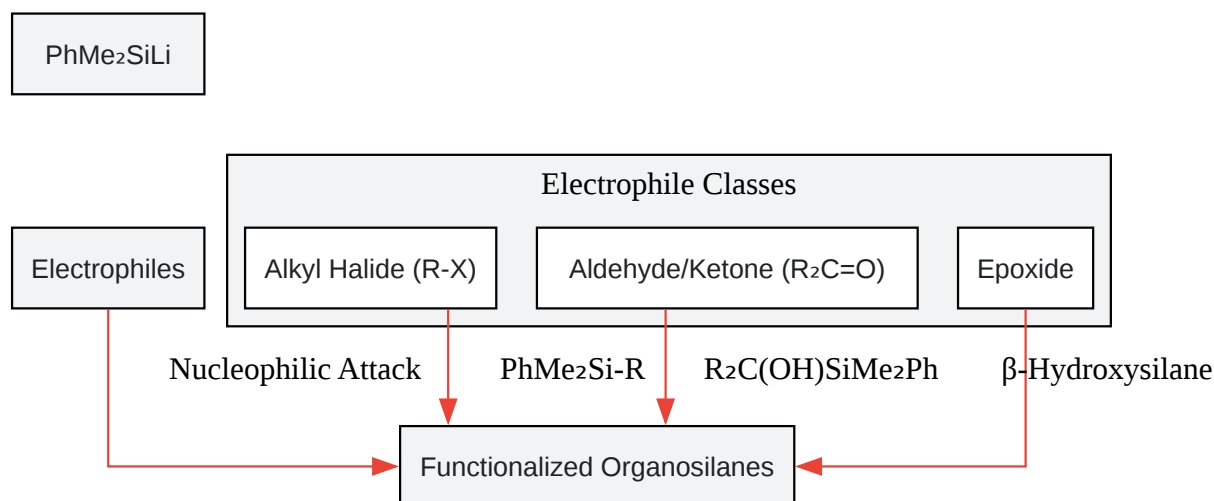 PhMe₂SiLi
Electrophile Classes
Electrophiles
Alkyl Halide (R-X)
Aldehyde/Ketone (R₂C=O)
Epoxide
Nucleophilic Attack
PhMe₂Si-R
R₂C(OH)SiMe₂Ph
β-Hydroxysilane
Functionalized Organosilanes